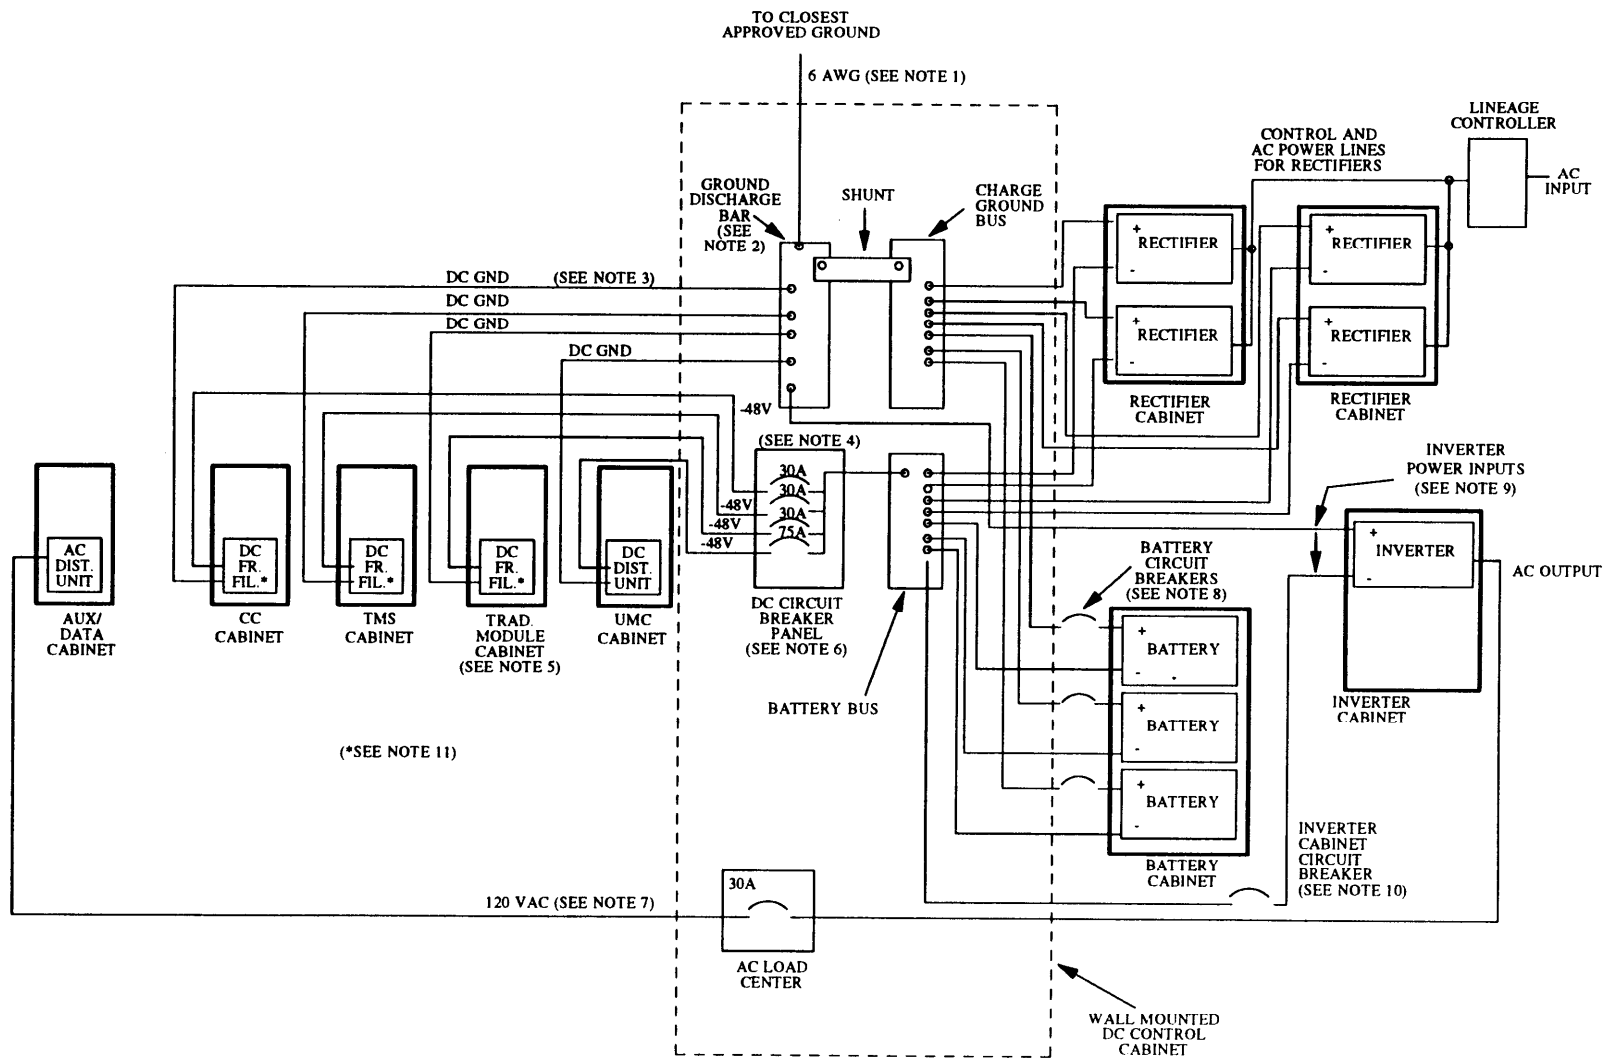 TO CLOSEST
APPROVED GROUND
6 AWG (SEE NOTE 1)
LINEAGE
CONTROLLER
CONTROL AND
AC POWER LINES
FOR RECTIFIERS
AC
INPUT
GROUND
DISCHARGE
BAR
(SEE
NOTE 2)
SHUNT
CHARGE
GROUND
BUS
+
RECTIFIER
-
+
RECTIFIER
-
RECTIFIER
CABINET
+
RECTIFIER
-
+
RECTIFIER
-
RECTIFIER
CABINET
DC GND (SEE NOTE 3)
DC GND
DC GND
DC GND
-48V
(SEE NOTE 4)
30A
30A
-48V
30A
-48V
75A
-48V
DC CIRCUIT
BREAKER
PANEL
(SEE NOTE 6)
INVERTER
POWER INPUTS
(SEE NOTE 9)
AC
DIST.
UNIT
AUX/
DATA
CABINET
DC
FR.
FIL.*
CC
CABINET
DC
FR.
FIL.*
TMS
CABINET
DC
FR.
FIL.*
TRAD.
MODULE
CABINET
(SEE NOTE 5)
DC
DIST.
UNIT
UMC
CABINET
BATTERY
CIRCUIT
BREAKERS
(SEE NOTE 8)
+
INVERTER
-
AC OUTPUT
INVERTER
CABINET
BATTERY BUS
+
BATTERY
-
+
BATTERY
-
+
BATTERY
-
BATTERY
CABINET
(*SEE NOTE 11)
INVERTER
CABINET
CIRCUIT
BREAKER
(SEE NOTE 10)
30A
120 VAC (SEE NOTE 7)
AC LOAD
CENTER
WALL MOUNTED
DC CONTROL
CABINET